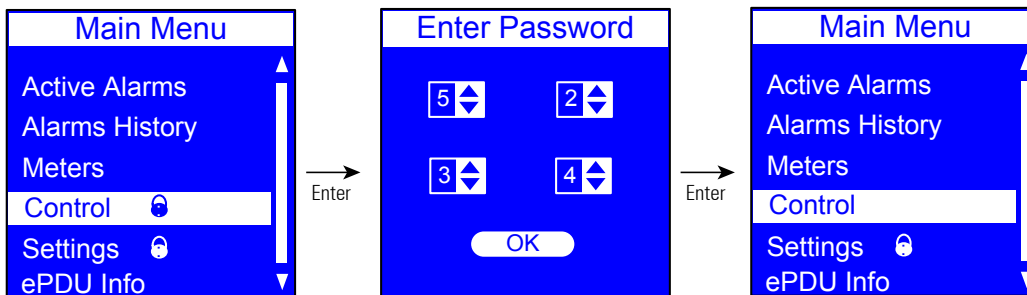 Main Menu
Active Alarms
Alarms History
Meters
Control
Settings
ePDU Info
Enter
Enter Password
5 2
3 4
OK
Enter
Main Menu
Active Alarms
Alarms History
Meters
Control
Settings
ePDU Info